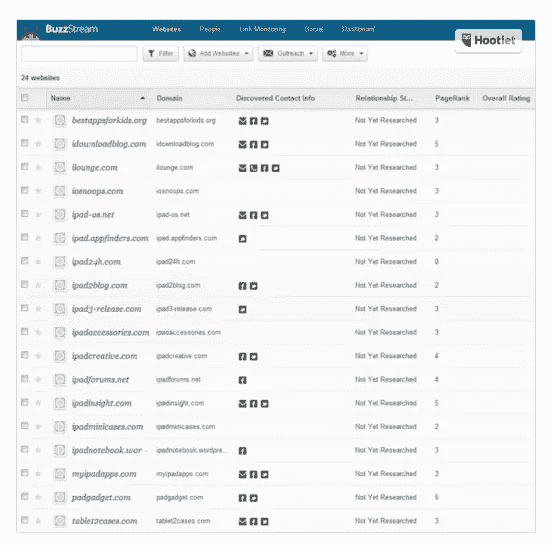 BuzzStream Websites People Link Monitoring Social Dashboard
Hootlet
Filter Add Websites Outreach More
24 websites
Name Domain Discovered Contact Info Relationship St... PageRank Overall Rating
bestappsforkids.org bestappsforkids.org Not Yet Researched 3
idownloadblog.com idownloadblog.com Not Yet Researched 5
ilounge.com ilounge.com Not Yet Researched 3
iosnoops.com iosnoops.com Not Yet Researched 3
ipad-os.net ipad-os.net Not Yet Researched 3
ipad.appfinders.com ipad.appfinders.com Not Yet Researched 2
ipad24h.com ipad24h.com Not Yet Researched 0
ipad2blog.com ipad2blog.com Not Yet Researched 2
ipad3-release.com ipad3-release.com Not Yet Researched 3
ipadaccessories.com ipadaccessories.com Not Yet Researched 3
ipadcreative.com ipadcreative.com Not Yet Researched 4
ipadforums.net ipadforums.net Not Yet Researched 4
ipadinsight.com ipadinsight.com Not Yet Researched 5
ipadminicases.com ipadminicases.com Not Yet Researched 2
ipadnotebook.wor... ipadnotebook.wordpre... Not Yet Researched 3
myipadapps.com myipadapps.com Not Yet Researched 3
padgadget.com padgadget.com Not Yet Researched 5
tablet2cases.com tablet2cases.com Not Yet Researched 3